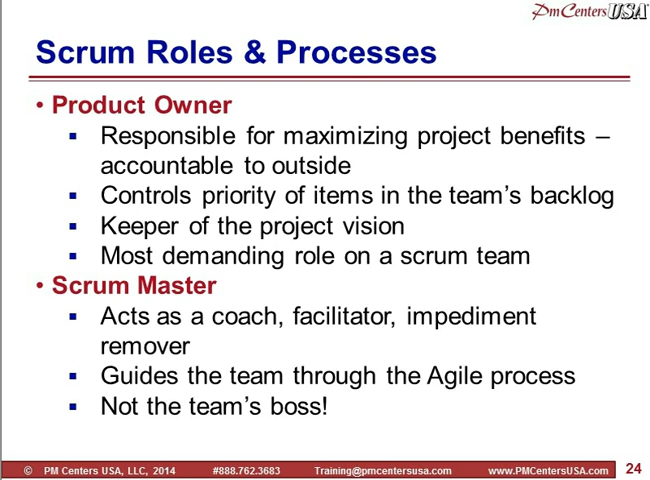 Pm Centers USA
Scrum Roles & Processes
• Product Owner
▪ Responsible for maximizing project benefits –
accountable to outside
▪ Controls priority of items in the team's backlog
▪ Keeper of the project vision
▪ Most demanding role on a scrum team
• Scrum Master
▪ Acts as a coach, facilitator, impediment
remover
▪ Guides the team through the Agile process
▪ Not the team's boss!
© PM Centers USA, LLC, 2014 #888.762.3683 Training@pmcentersusa.com www.PMCentersUSA.com 24